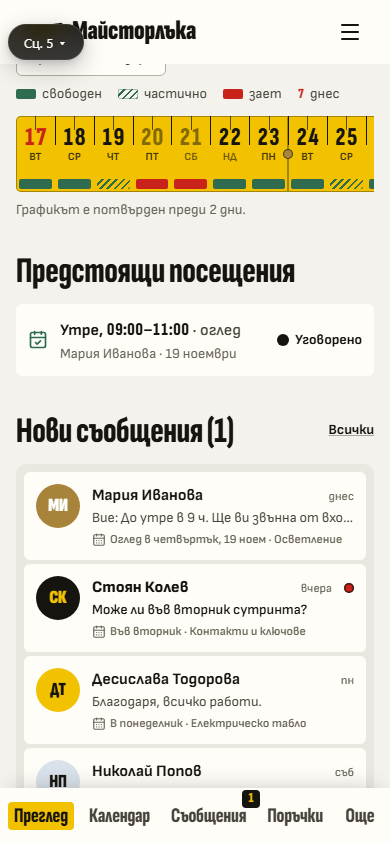 Майсторлъка
Сц. 5
свободен
частично
зает
7 днес
17 18 19 20 21 22 23 24 25
ВТ СР ЧТ ПТ СБ НД ПН ВТ СР
Графикът е потвърден преди 2 дни.
Предстоящи посещения
Утре, 09:00–11:00 · оглед
Мария Иванова · 19 ноември
Уговорено
Нови съобщения (1)
Всички
МИ
Мария Иванова
днес
Вие: До утре в 9 ч. Ще ви звънна от вхо…
Оглед в четвъртък, 19 ноем · Осветление
СК
Стоян Колев
вчера
Може ли във вторник сутринта?
Във вторник · Контакти и ключове
ДТ
Десислава Тодорова
пн
Благодаря, всичко работи.
В понеделник · Електрическо табло
НП
Николай Попов
съб
Преглед
Календар
Съобщения
1
Поръчки
Още